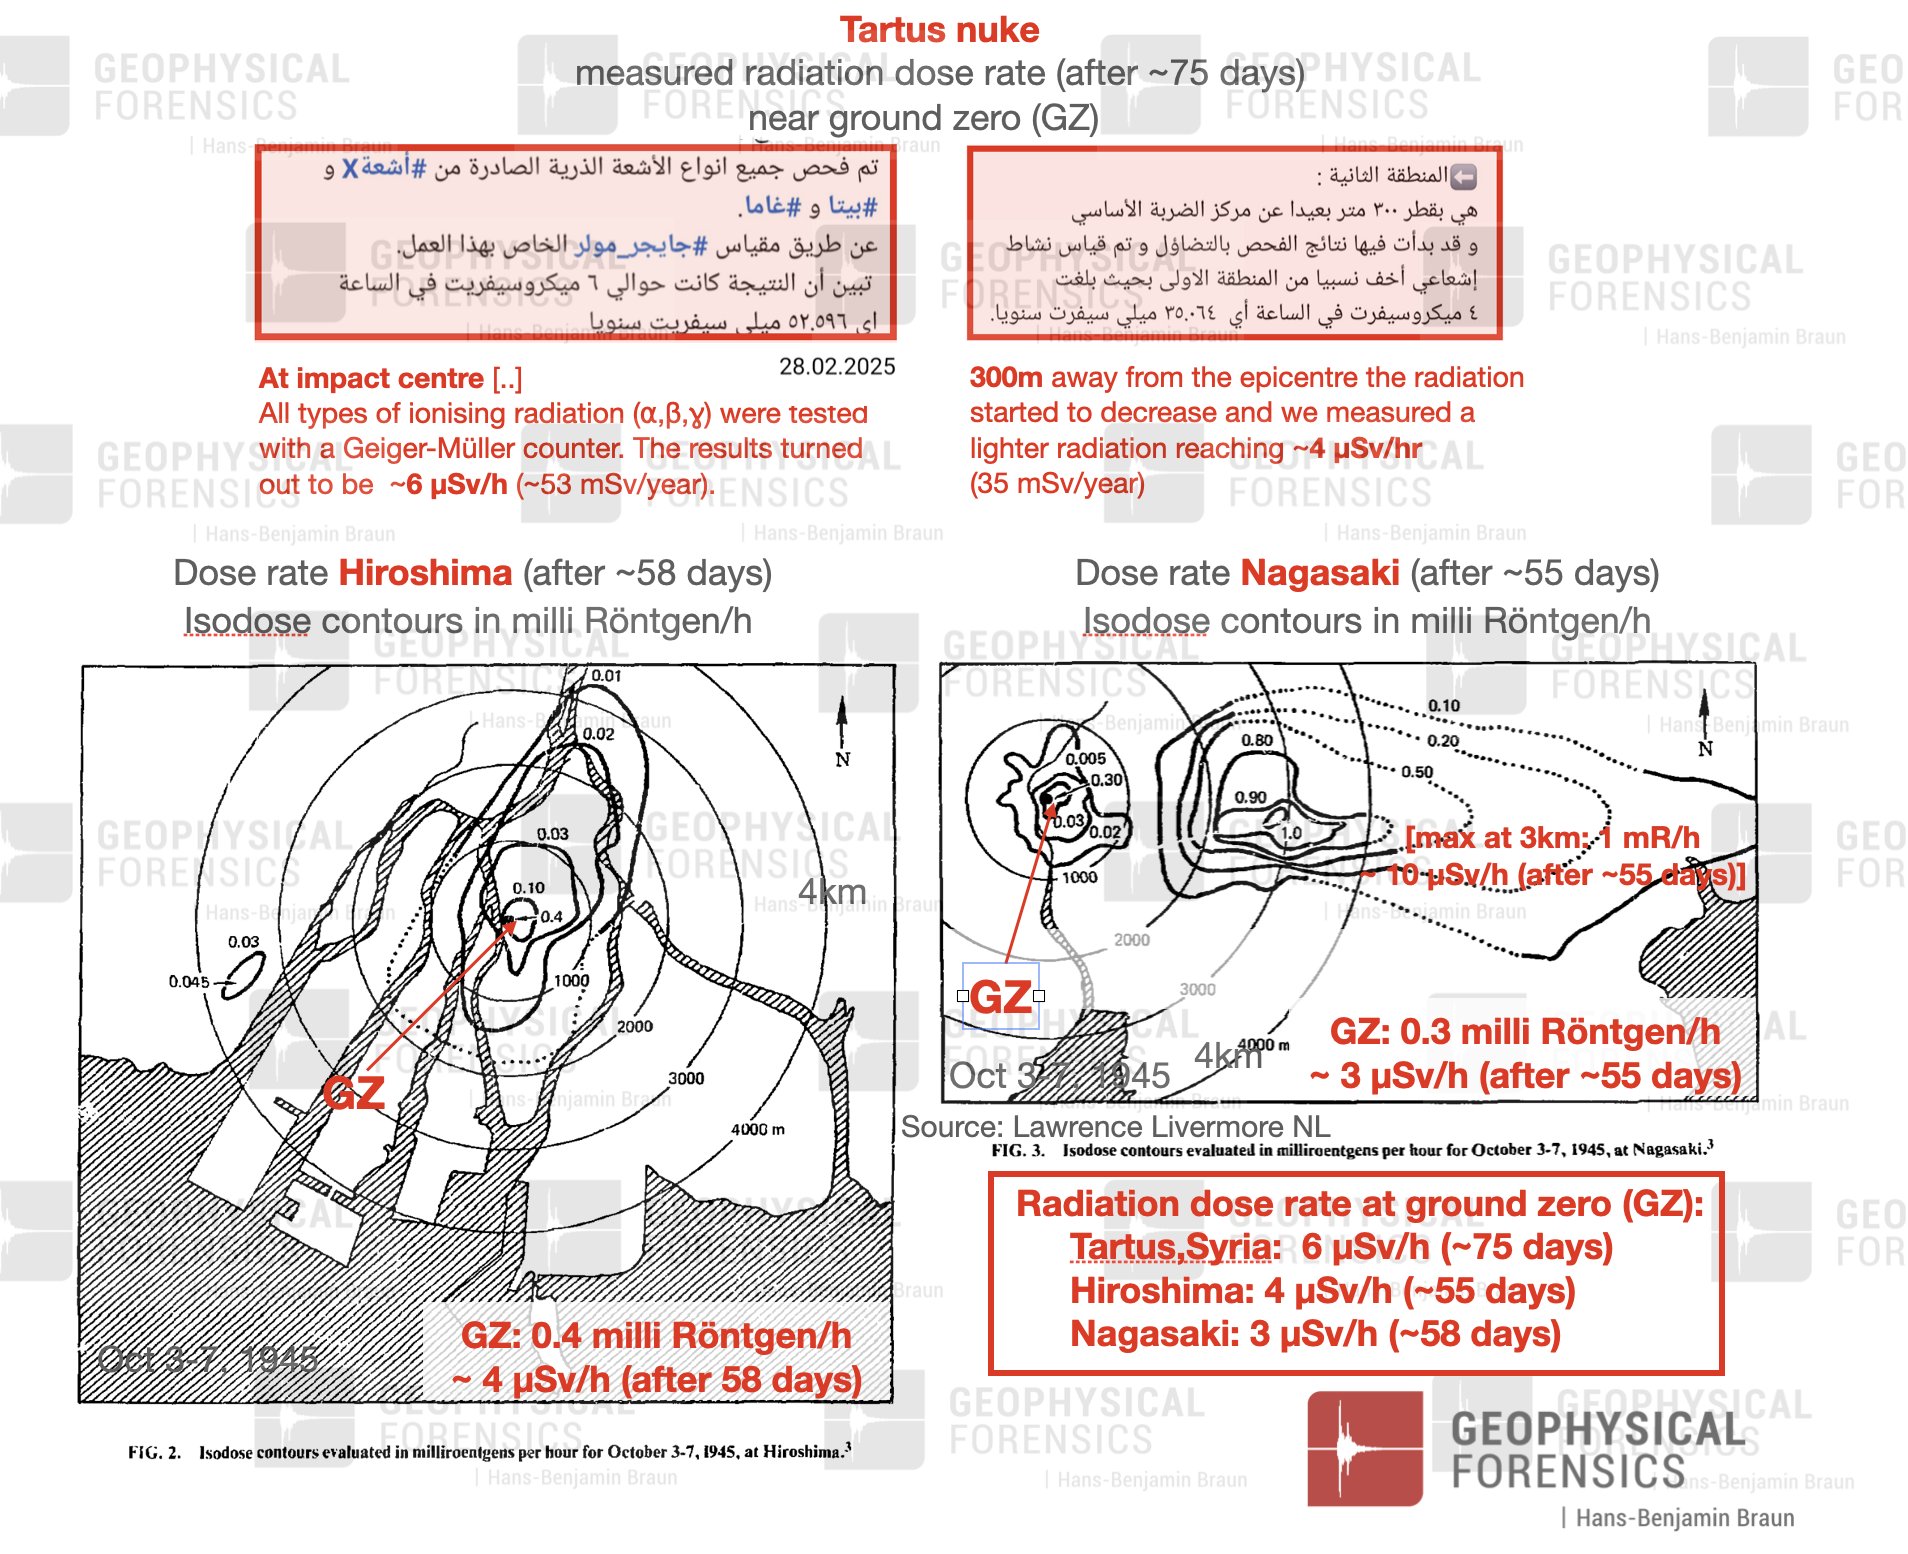 Tartus nuke
measured radiation dose rate (after ~75 days)
near ground zero (GZ)
تم فحص جميع انواع الأشعة الذرية الصادرة من #أشعةX و
#بيتا و #غاما.
عن طريق مقياس #جايجر_مولر الخاص بهذا العمل.
تبين أن النتيجة كانت حوالي ٦ ميكروسيفريت في الساعة
اي ٥٢.٥٩٦ ميلي سيفريت سنويا
28.02.2025
At impact centre [..]
All types of ionising radiation (α,β,ɣ) were tested
with a Geiger-Müller counter. The results turned
out to be ~6 µSv/h (~53 mSv/year).
المنطقة الثانية :
هي بقطر ٣٠٠ متر بعيدا عن مركز الضربة الأساسي
و قد بدأت فيها نتائج الفحص بالتضاؤل و تم قياس نشاط
إشعاعي أخف نسبيا من المنطقة الاولى بحيث بلغت
٤ ميكروسيفرت في الساعة أي ٣٥.٠٦٤ ميلي سيفرت سنويا.
300m away from the epicentre the radiation
started to decrease and we measured a
lighter radiation reaching ~4 µSv/hr
(35 mSv/year)
Dose rate Hiroshima (after ~58 days)
Isodose contours in milli Röntgen/h
0.01
0.02
N
0.03
0.10
0.4
4km
0.03
0.045
1000
2000
GZ
3000
4000 m
GZ: 0.4 milli Röntgen/h
~ 4 µSv/h (after 58 days)
Oct 3-7, 1945
FIG. 2. Isodose contours evaluated in milliroentgens per hour for October 3-7, 1945, at Hiroshima.3
Dose rate Nagasaki (after ~55 days)
Isodose contours in milli Röntgen/h
0.10
0.20
0.80
N
0.005
0.50
0.30
0.90
0.03
0.02
1.0
[max at 3km: 1 mR/h
~ 10 µSv/h (after ~55 days)]
1000
2000
3000
GZ
4000 m
4km
Oct 3-7, 1945
GZ: 0.3 milli Röntgen/h
~ 3 µSv/h (after ~55 days)
Source: Lawrence Livermore NL
FIG. 3. Isodose contours evaluated in milliroentgens per hour for October 3-7, 1945, at Nagasaki.3
Radiation dose rate at ground zero (GZ):
Tartus,Syria: 6 µSv/h (~75 days)
Hiroshima: 4 µSv/h (~55 days)
Nagasaki: 3 µSv/h (~58 days)
GEOPHYSICAL
FORENSICS
| Hans-Benjamin Braun